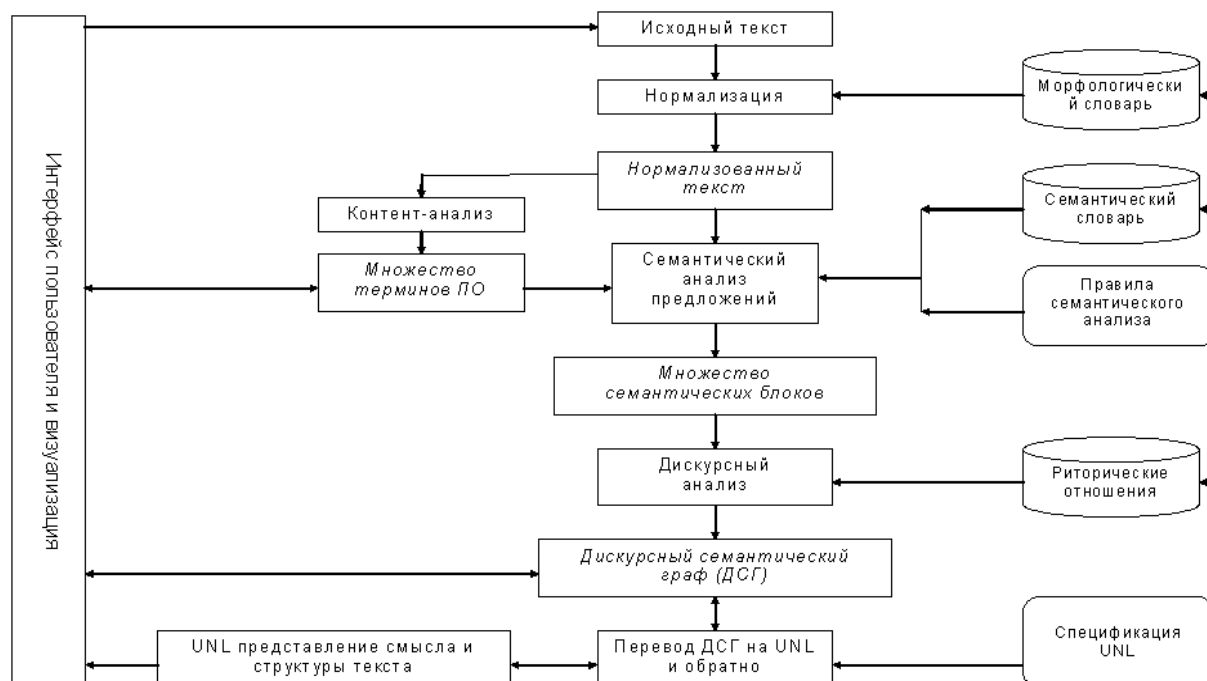 Исходный текст
Нормализация
Морфологически
й словарь
Нормализованный
текст
Контент-анализ
Семантический
словарь
Множество
терминов ПО
Семантический
анализ
предложений
Правила
семантического
анализа
Интерфейс пользователя и визуализация
Множество
семантических блоков
Дискурсный
анализ
Риторические
отношения
Дискурсный семантический
граф (ДСГ)
UNL представление смысла и
структуры текста
Перевод ДСГ на UNL
и обратно
Спецификация
UNL